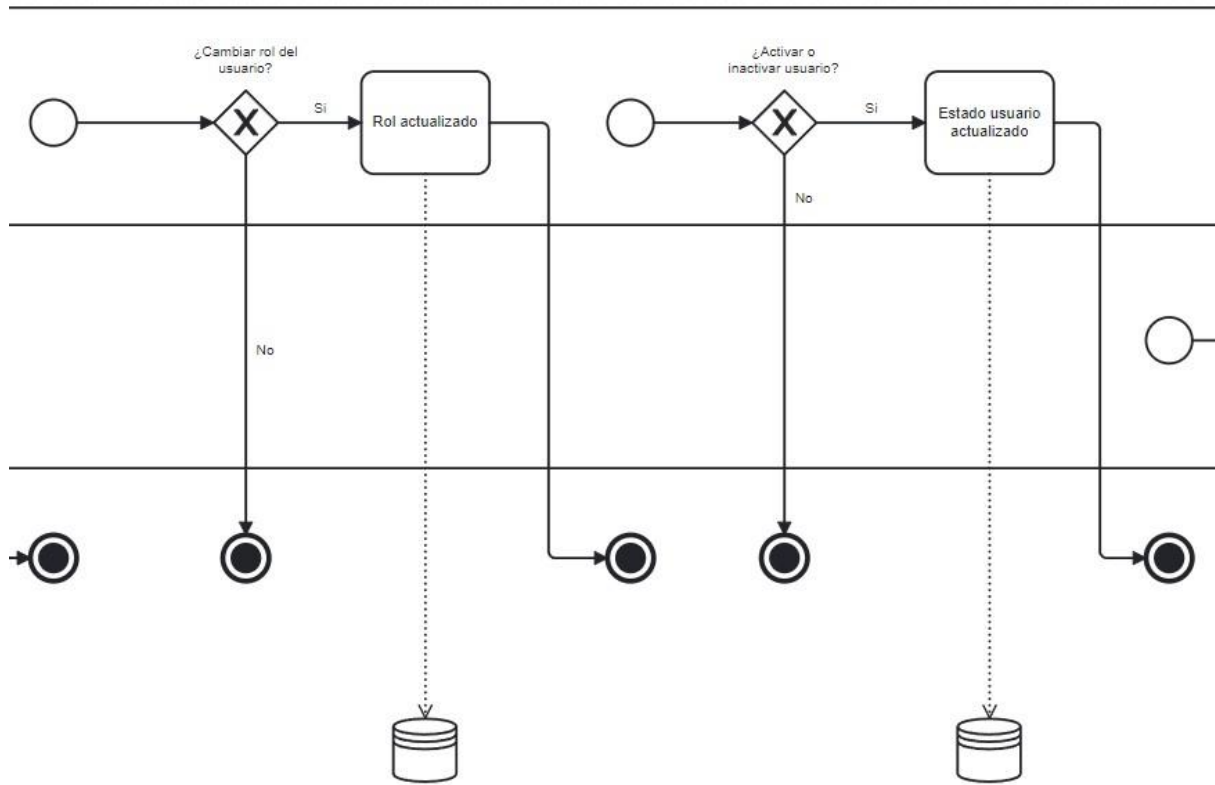 ¿Cambiar rol del
usuario?
Si
Rol actualizado
No
¿Activar o
inactivar usuario?
Si
Estado usuario
actualizado
No